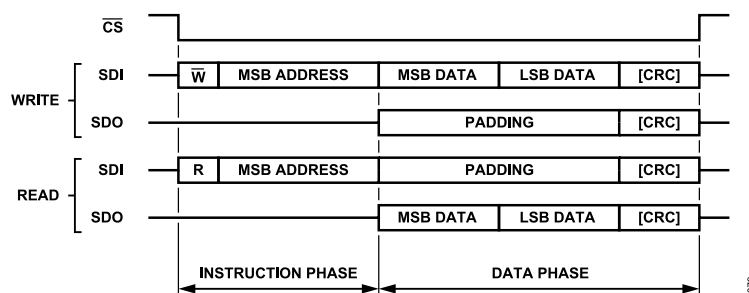 CS
SDI W MSB ADDRESS MSB DATA LSB DATA [CRC]
WRITE
SDO PADDING [CRC]
SDI R MSB ADDRESS PADDING [CRC]
READ
SDO MSB DATA LSB DATA [CRC]
INSTRUCTION PHASE DATA PHASE